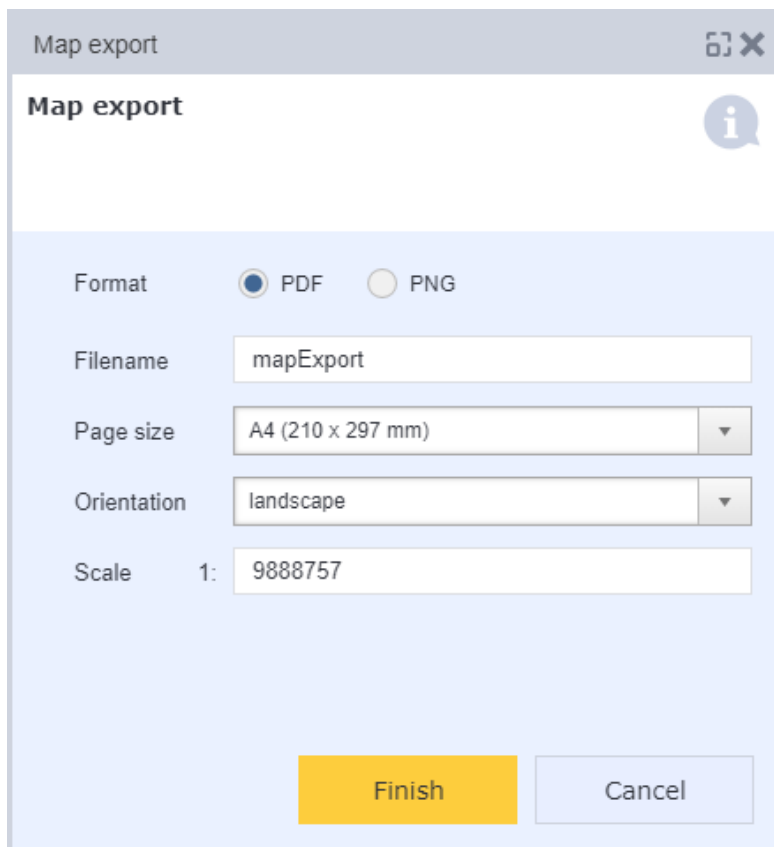 Map export
Map export
Format PDF PNG
Filename mapExport
Page size A4 (210 x 297 mm)
Orientation landscape
Scale 1: 9888757
Finish Cancel